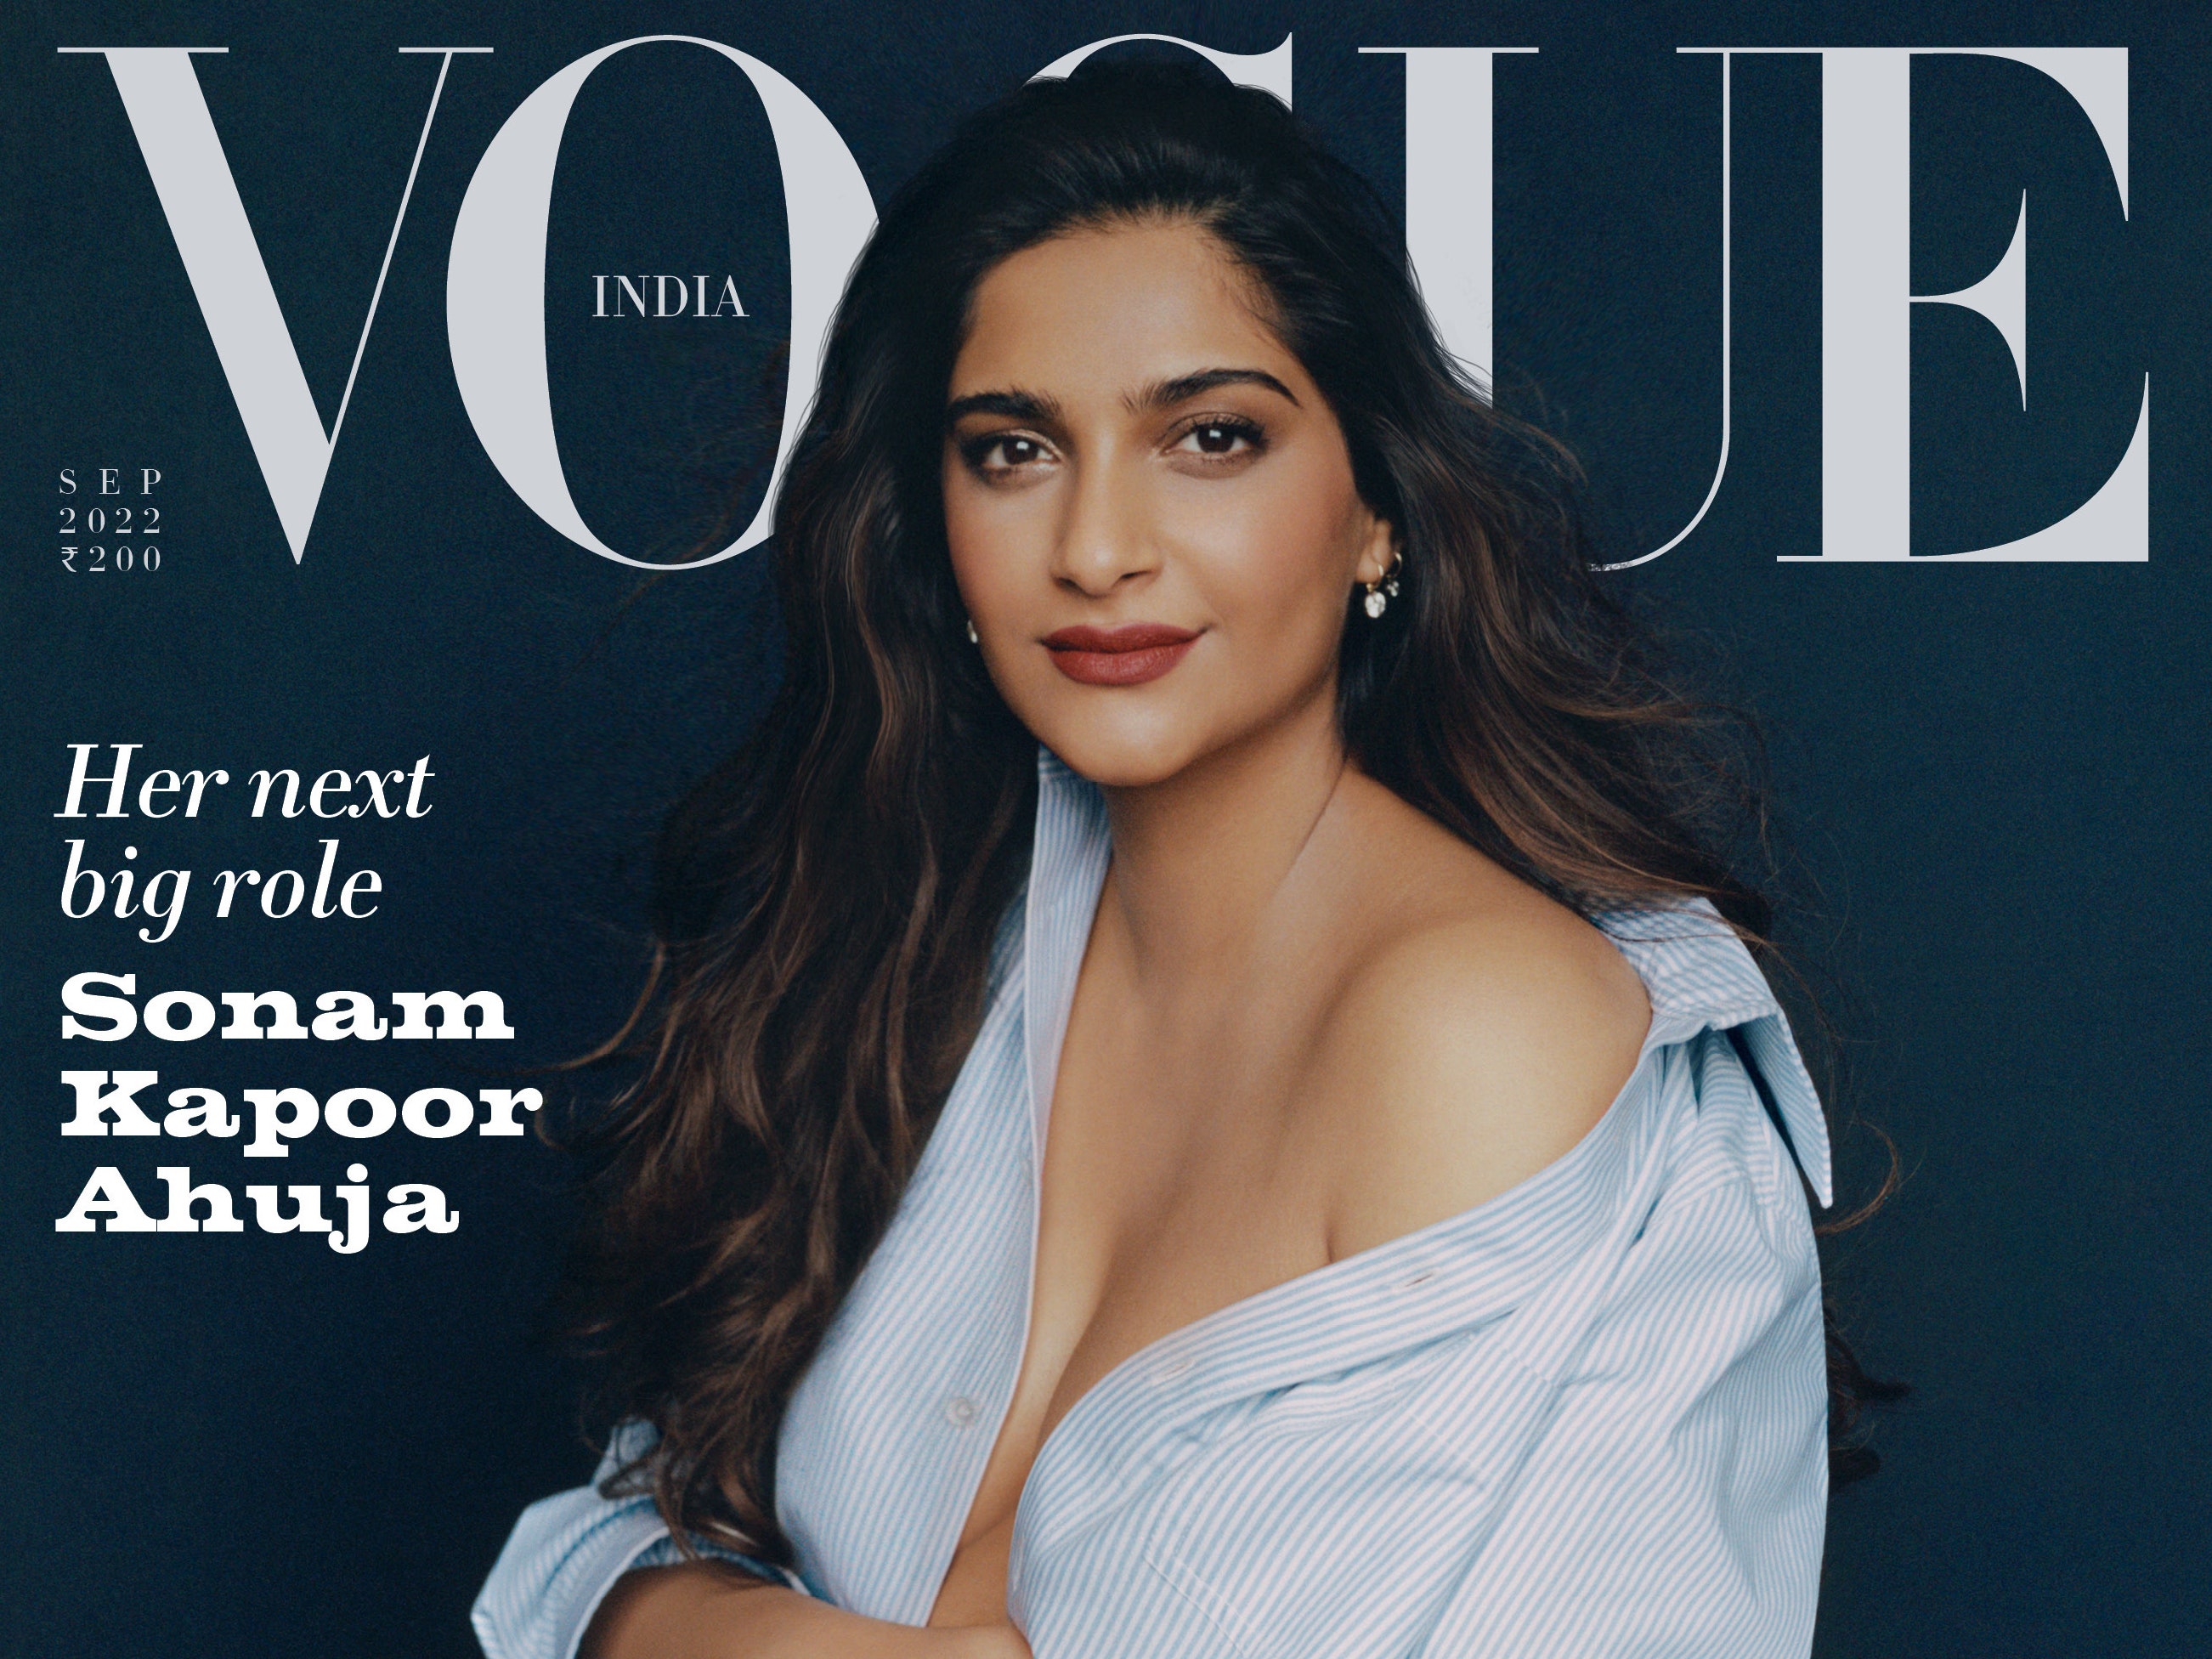 VOGUE
INDIA
SEP
2022
₹200
Her next
big role
Sonam
Kapoor
Ahuja